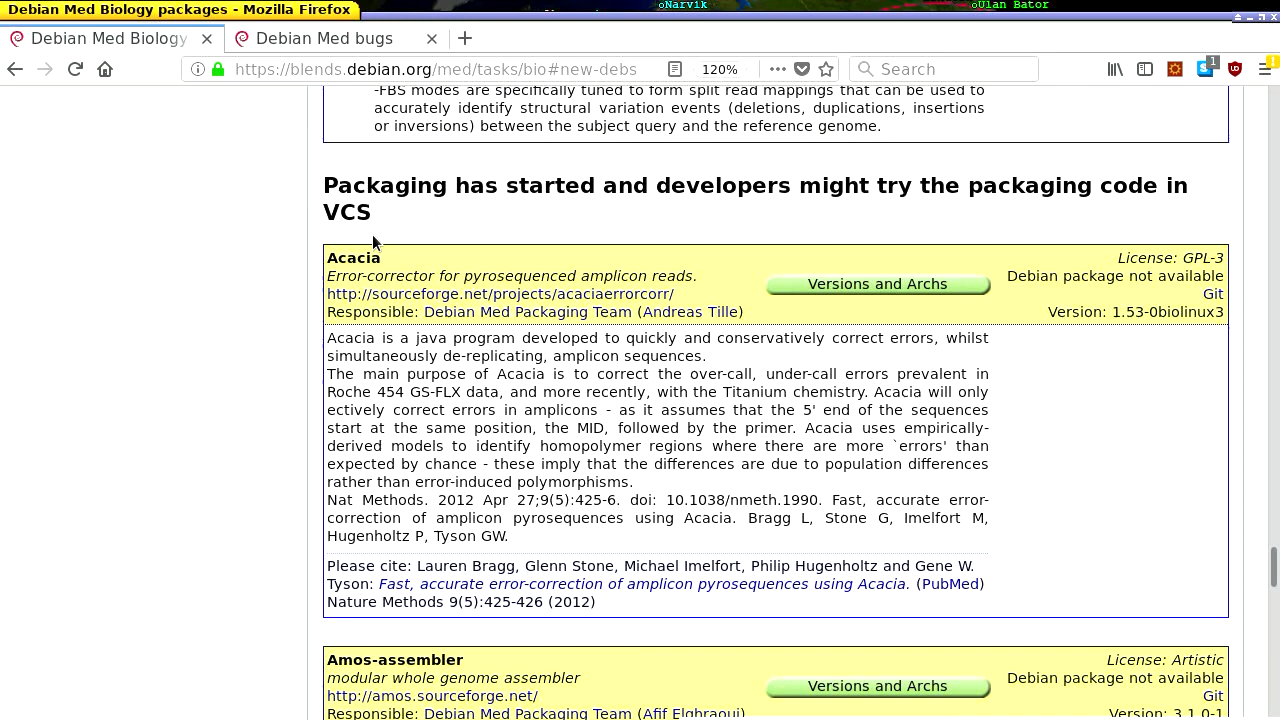 Debian Med Biology packages - Mozilla Firefox
Narvik
Ulan Bator
Debian Med Biology
Debian Med bugs
https://blends.debian.org/med/tasks/bio#new-debs
120%
Search
1
-FBS modes are specifically tuned to form split read mappings that can be used to
accurately identify structural variation events (deletions, duplications, insertions
or inversions) between the subject query and the reference genome.
Packaging has started and developers might try the packaging code in
VCS
Acacia
License: GPL-3
Error-corrector for pyrosequenced amplicon reads.
Versions and Archs
Debian package not available
http://sourceforge.net/projects/acaciaerrorcorr/
Git
Responsible: Debian Med Packaging Team (Andreas Tille)
Version: 1.53-0biolinux3
Acacia is a java program developed to quickly and conservatively correct errors, whilst
simultaneously de-replicating, amplicon sequences.
The main purpose of Acacia is to correct the over-call, under-call errors prevalent in
Roche 454 GS-FLX data, and more recently, with the Titanium chemistry. Acacia will only
ectively correct errors in amplicons - as it assumes that the 5' end of the sequences
start at the same position, the MID, followed by the primer. Acacia uses empirically-
derived models to identify homopolymer regions where there are more `errors' than
expected by chance - these imply that the differences are due to population differences
rather than error-induced polymorphisms.
Nat Methods. 2012 Apr 27;9(5):425-6. doi: 10.1038/nmeth.1990. Fast, accurate error-
correction of amplicon pyrosequences using Acacia. Bragg L, Stone G, Imelfort M,
Hugenholtz P, Tyson GW.
Please cite: Lauren Bragg, Glenn Stone, Michael Imelfort, Philip Hugenholtz and Gene W.
Tyson: Fast, accurate error-correction of amplicon pyrosequences using Acacia. (PubMed)
Nature Methods 9(5):425-426 (2012)
Amos-assembler
License: Artistic
modular whole genome assembler
Versions and Archs
Debian package not available
http://amos.sourceforge.net/
Git
Responsible: Debian Med Packaging Team (Afif Elghraoui)
Version: 3.1.0-1